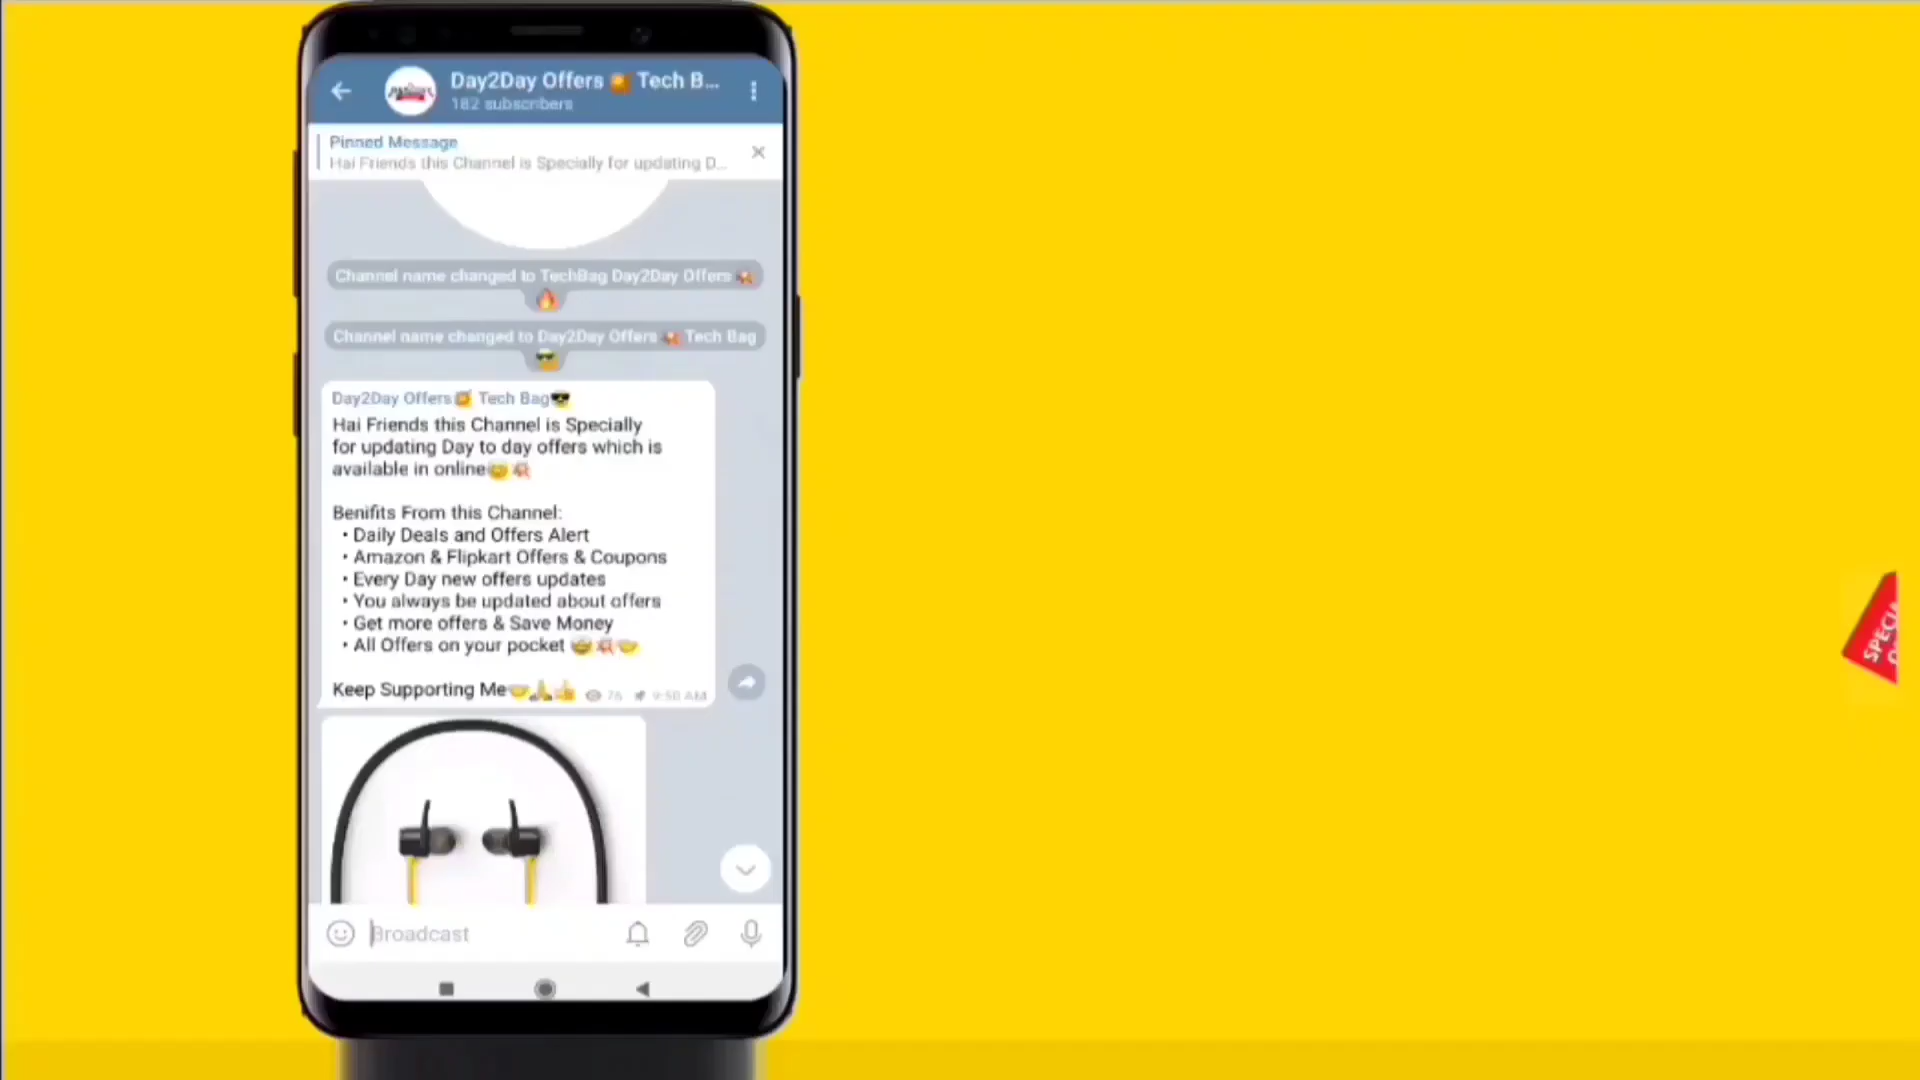 Day2Day Offers💥 Tech B...
182 subscribers
Pinned Message
Hai Friends this Channel is Specially for updating D...
Channel name changed to TechBag Day2Day Offers 💥
🔥
Channel name changed to Day2Day Offers 💥 Tech Bag
😎
Day2Day Offers💥 Tech Bag😎
Hai Friends this Channel is Specially
for updating Day to day offers which is
available in online
Benifits From this Channel:
• Daily Deals and Offers Alert
• Amazon & Flipkart Offers & Coupons
• Every Day new offers updates
• You always be updated about offers
• Get more offers & Save Money
• All Offers on your pocket
Keep Supporting Me
76 9:50 AM
Broadcast